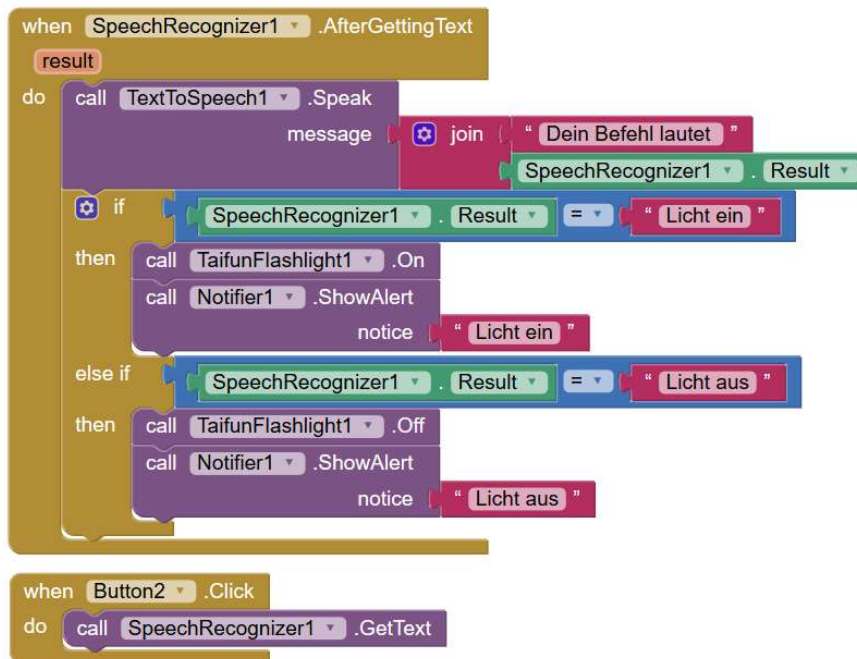 when SpeechRecognizer1 .AfterGettingText
result
do call TextToSpeech1 .Speak
message join “ Dein Befehl lautet ”
SpeechRecognizer1 . Result
if SpeechRecognizer1 . Result = “ Licht ein ”
then call TaifunFlashlight1 .On
call Notifier1 .ShowAlert
notice “ Licht ein ”
else if SpeechRecognizer1 . Result = “ Licht aus ”
then call TaifunFlashlight1 .Off
call Notifier1 .ShowAlert
notice “ Licht aus ”
when Button2 .Click
do call SpeechRecognizer1 .GetText